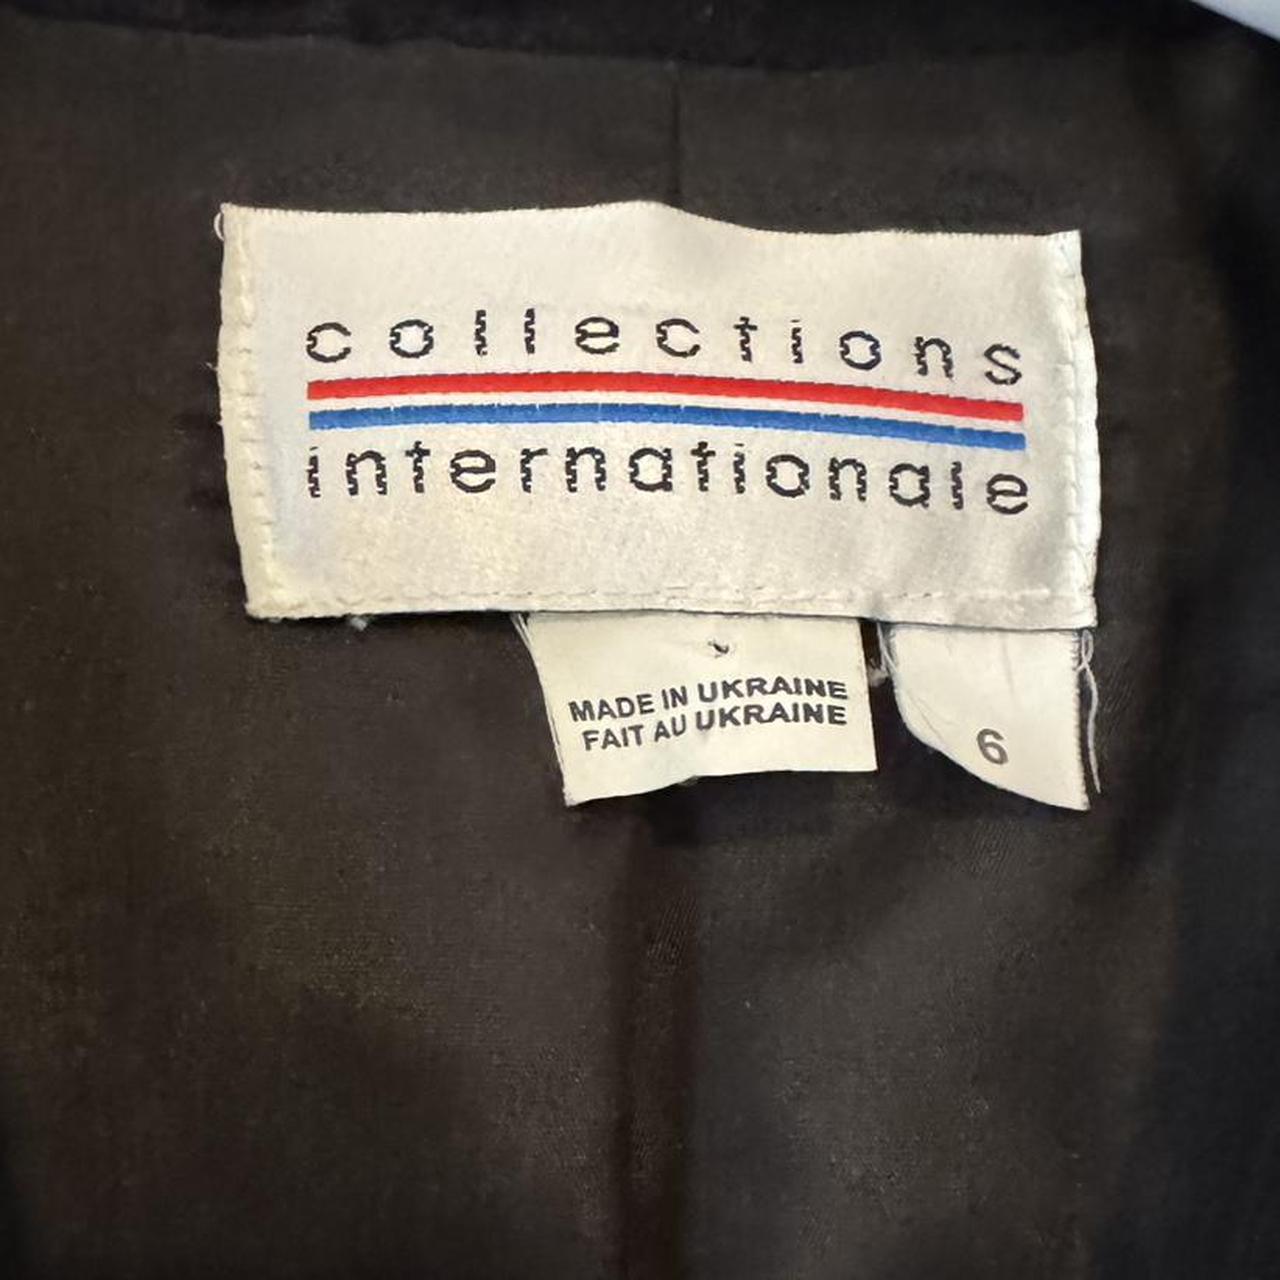 collections
internationale
MADE IN UKRAINE
FAIT AU UKRAINE
6